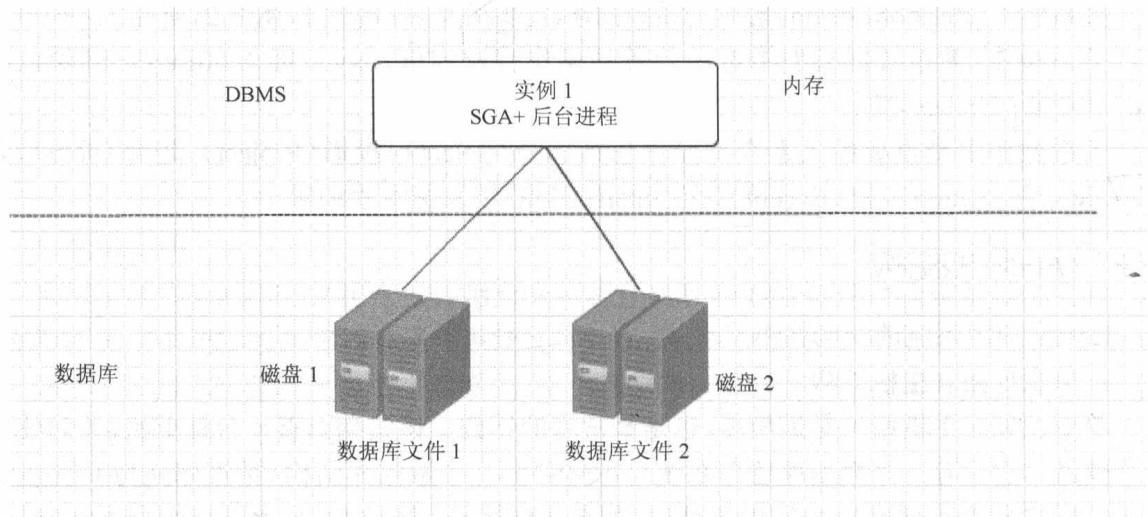 DBMS
实例 1
SGA+ 后台进程
内存
数据库
磁盘 1
磁盘 2
数据库文件 1
数据库文件 2